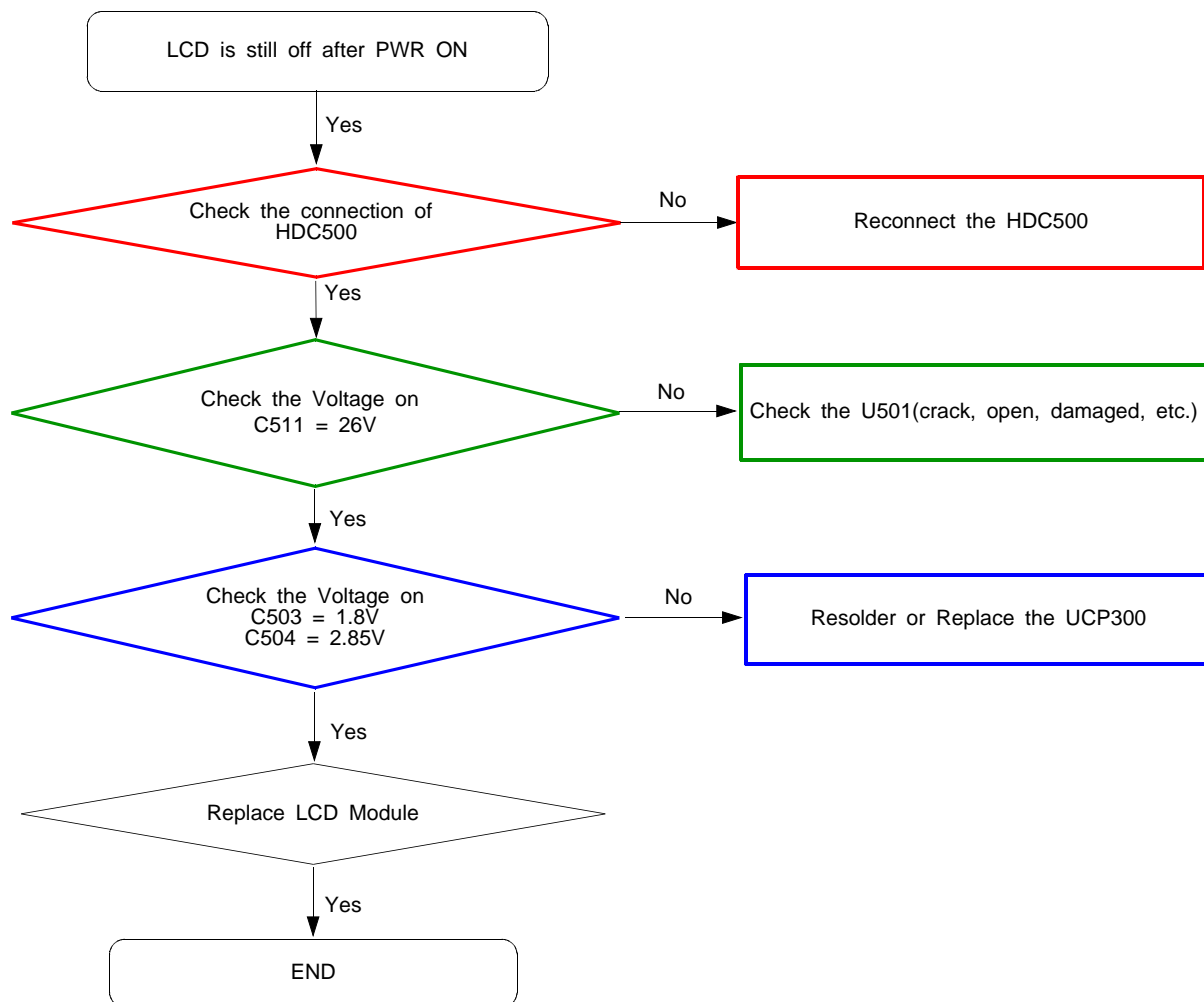 LCD is still off after PWR ON
Yes
Check the connection of
HDC500
No
Reconnect the HDC500
Yes
Check the Voltage on
C511 = 26V
No
Check the U501(crack, open, damaged, etc.)
Yes
Check the Voltage on
C503 = 1.8V
C504 = 2.85V
No
Resolder or Replace the UCP300
Yes
Replace LCD Module
Yes
END